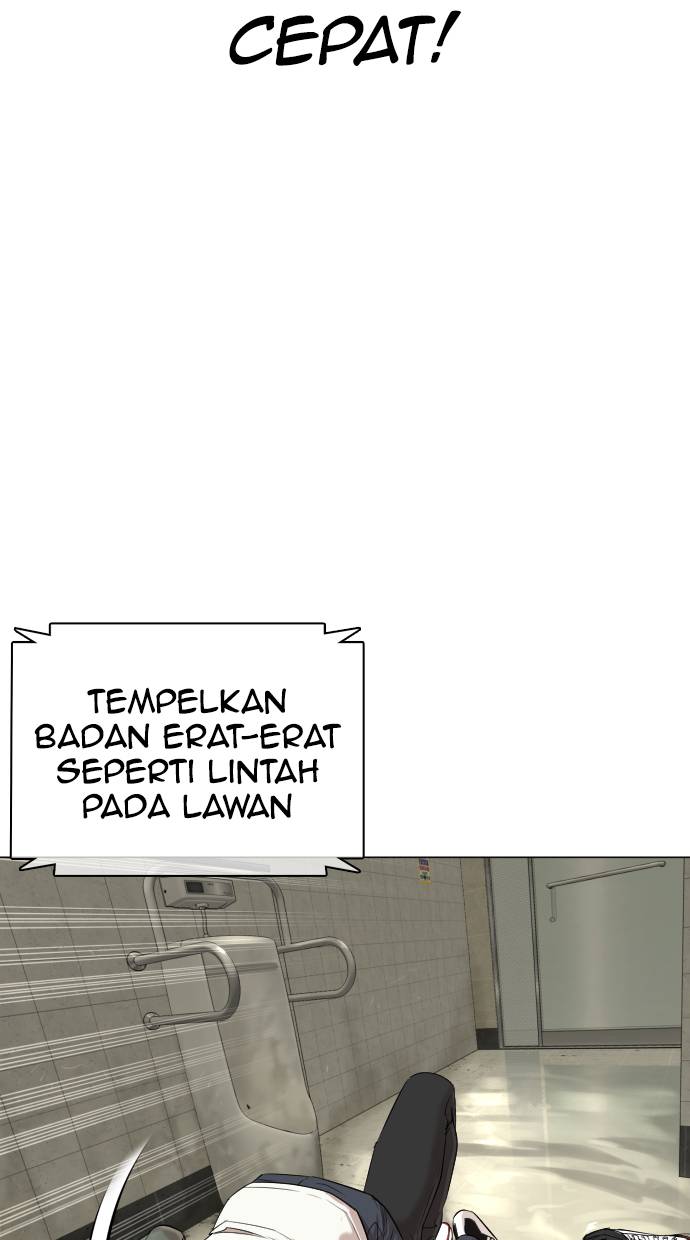 CEPAT!
TEMPELKAN
BADAN ERAT-ERAT
SEPERTI LINTAH
PADA LAWAN